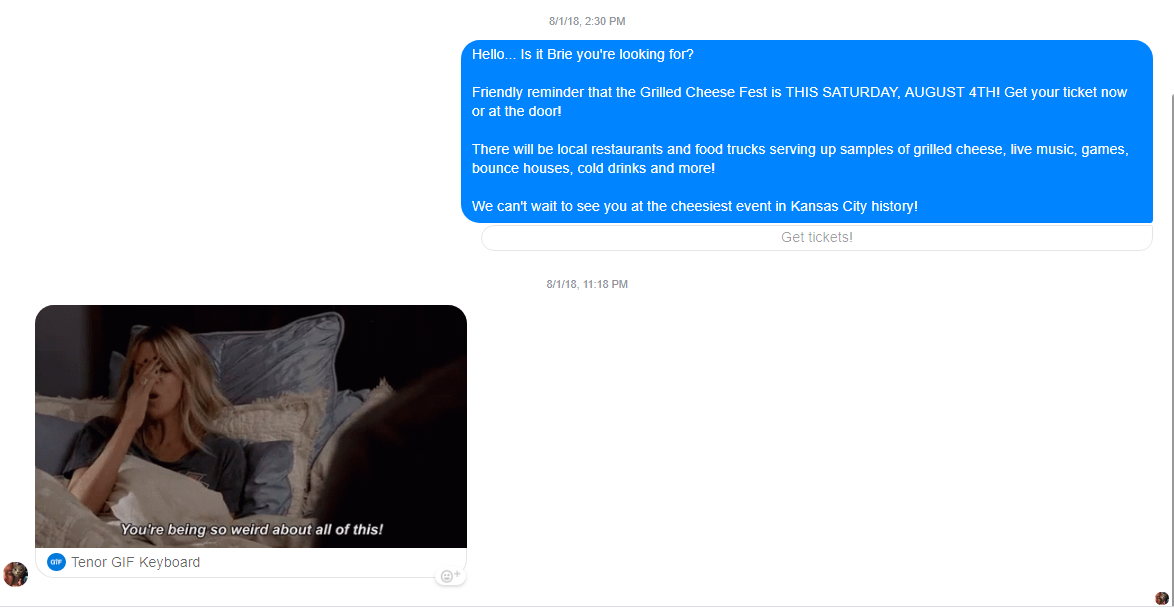 8/1/18, 2:30 PM
Hello... Is it Brie you're looking for?
Friendly reminder that the Grilled Cheese Fest is THIS SATURDAY, AUGUST 4TH! Get your ticket now
or at the door!
There will be local restaurants and food trucks serving up samples of grilled cheese, live music, games,
bounce houses, cold drinks and more!
We can't wait to see you at the cheesiest event in Kansas City history!
Get tickets!
8/1/18, 11:18 PM
You're being so weird about all of this!
GIF Tenor GIF Keyboard